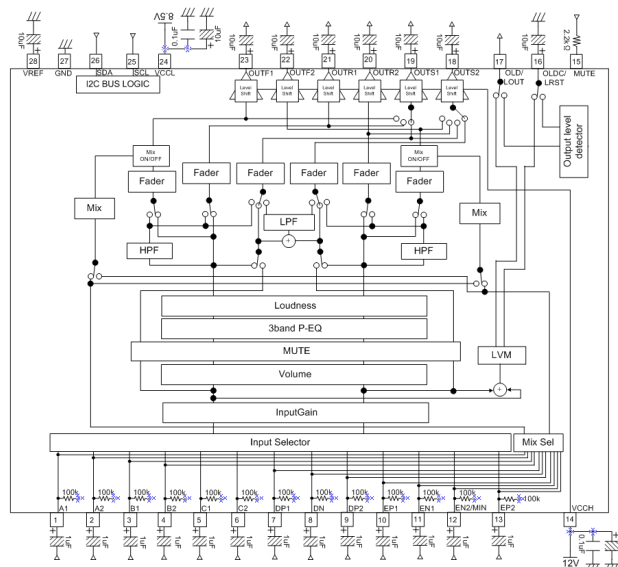 10uF
8.5V
0.1uF
10uF
10uF
10uF
10uF
10uF
10uF
10uF
10uF
2.2kΩ
28 27 26 25 24 23 22 21 20 19 18 17 16 15
VREF GND SDA SCL VCCL OUTF1 OUTF2 OUTR1 OUTR2 OUTS1 OUTS2 OLD/ LOUT OLDC/ LRST MUTE
I2C BUS LOGIC
Level Shift
Level Shift
Level Shift
Level Shift
Level Shift
Level Shift
Output level detector
Mix ON/OFF
Mix ON/OFF
Fader
Fader
Fader
Fader
Fader
Fader
Mix
LPF
Mix
HPF
+
HPF
Loudness
3band P-EQ
MUTE
LVM
Volume
+
InputGain
Input Selector
Mix Sel
100k 100k 100k 100k 100k 100k 100k 100k 100k 100k 100k 100k 100k
A1 A2 B1 B2 C1 C2 DP1 DN DP2 EP1 EN1 EN2/MIN EP2 VCCH
1 2 3 4 5 6 7 8 9 10 11 12 13 14
1uF 1uF 1uF 1uF 1uF 1uF 1uF 1uF 1uF 1uF 1uF 1uF 1uF
0.1uF
10uF
12V